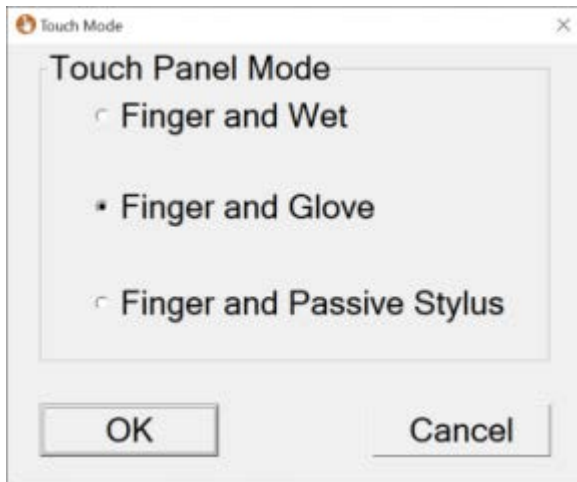 Touch Mode
Touch Panel Mode
Finger and Wet
Finger and Glove
Finger and Passive Stylus
OK
Cancel